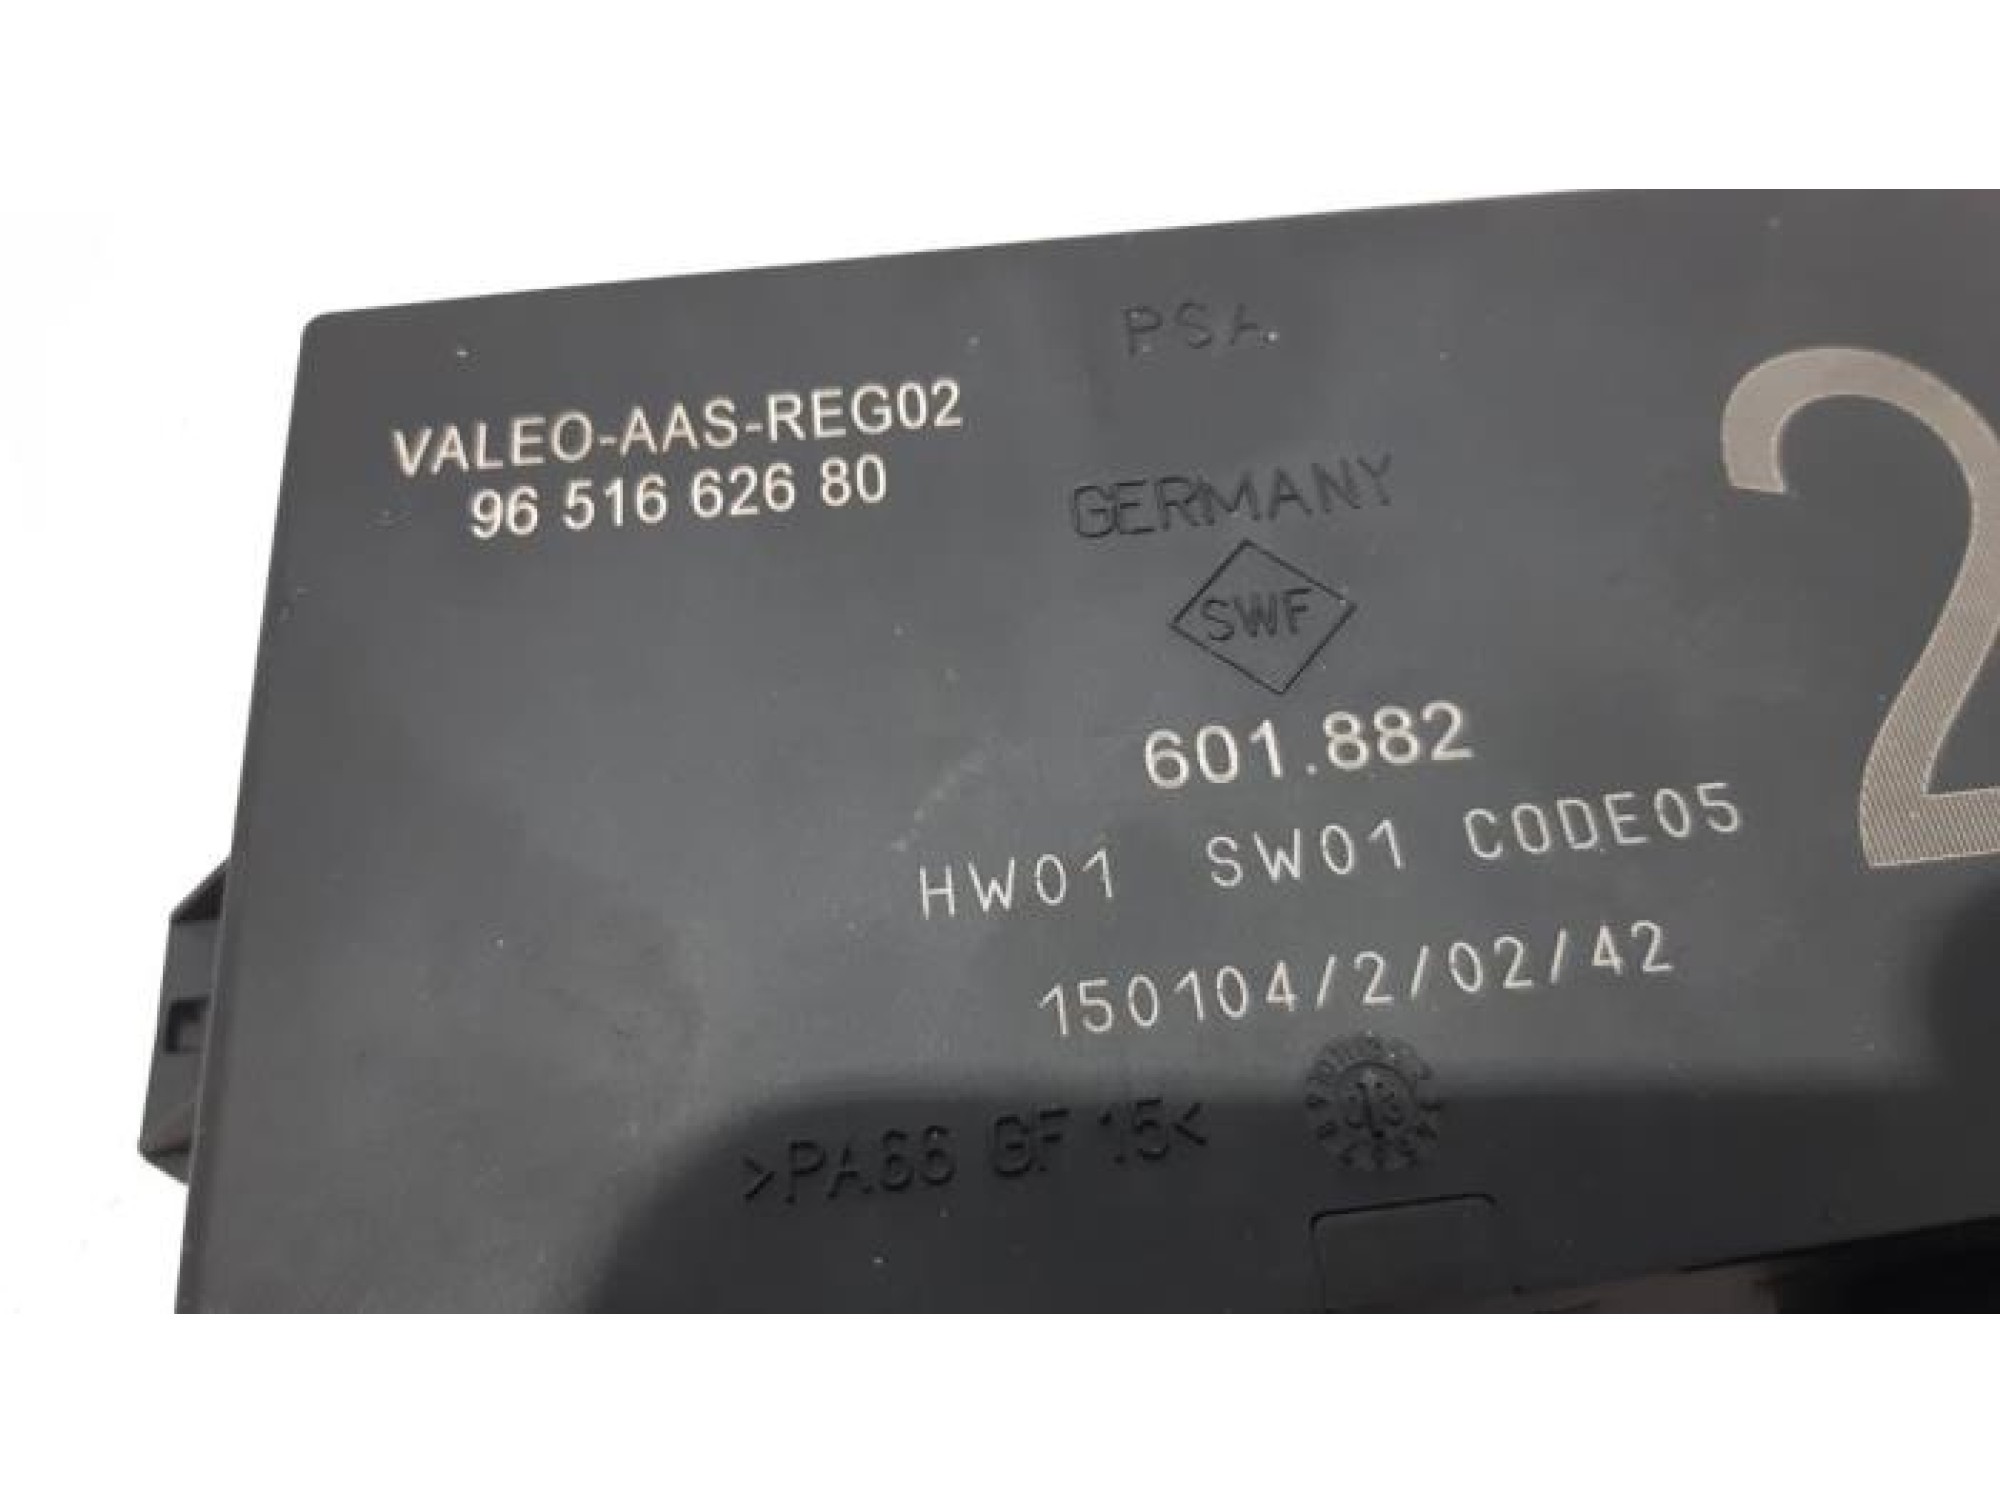 PSA
VALEO-AAS-REG02
96 516 626 80
GERMANY
SWF
2
601.882
HW01 SW01 CODE05
150104/2/02/42
>PA66 GF 15<